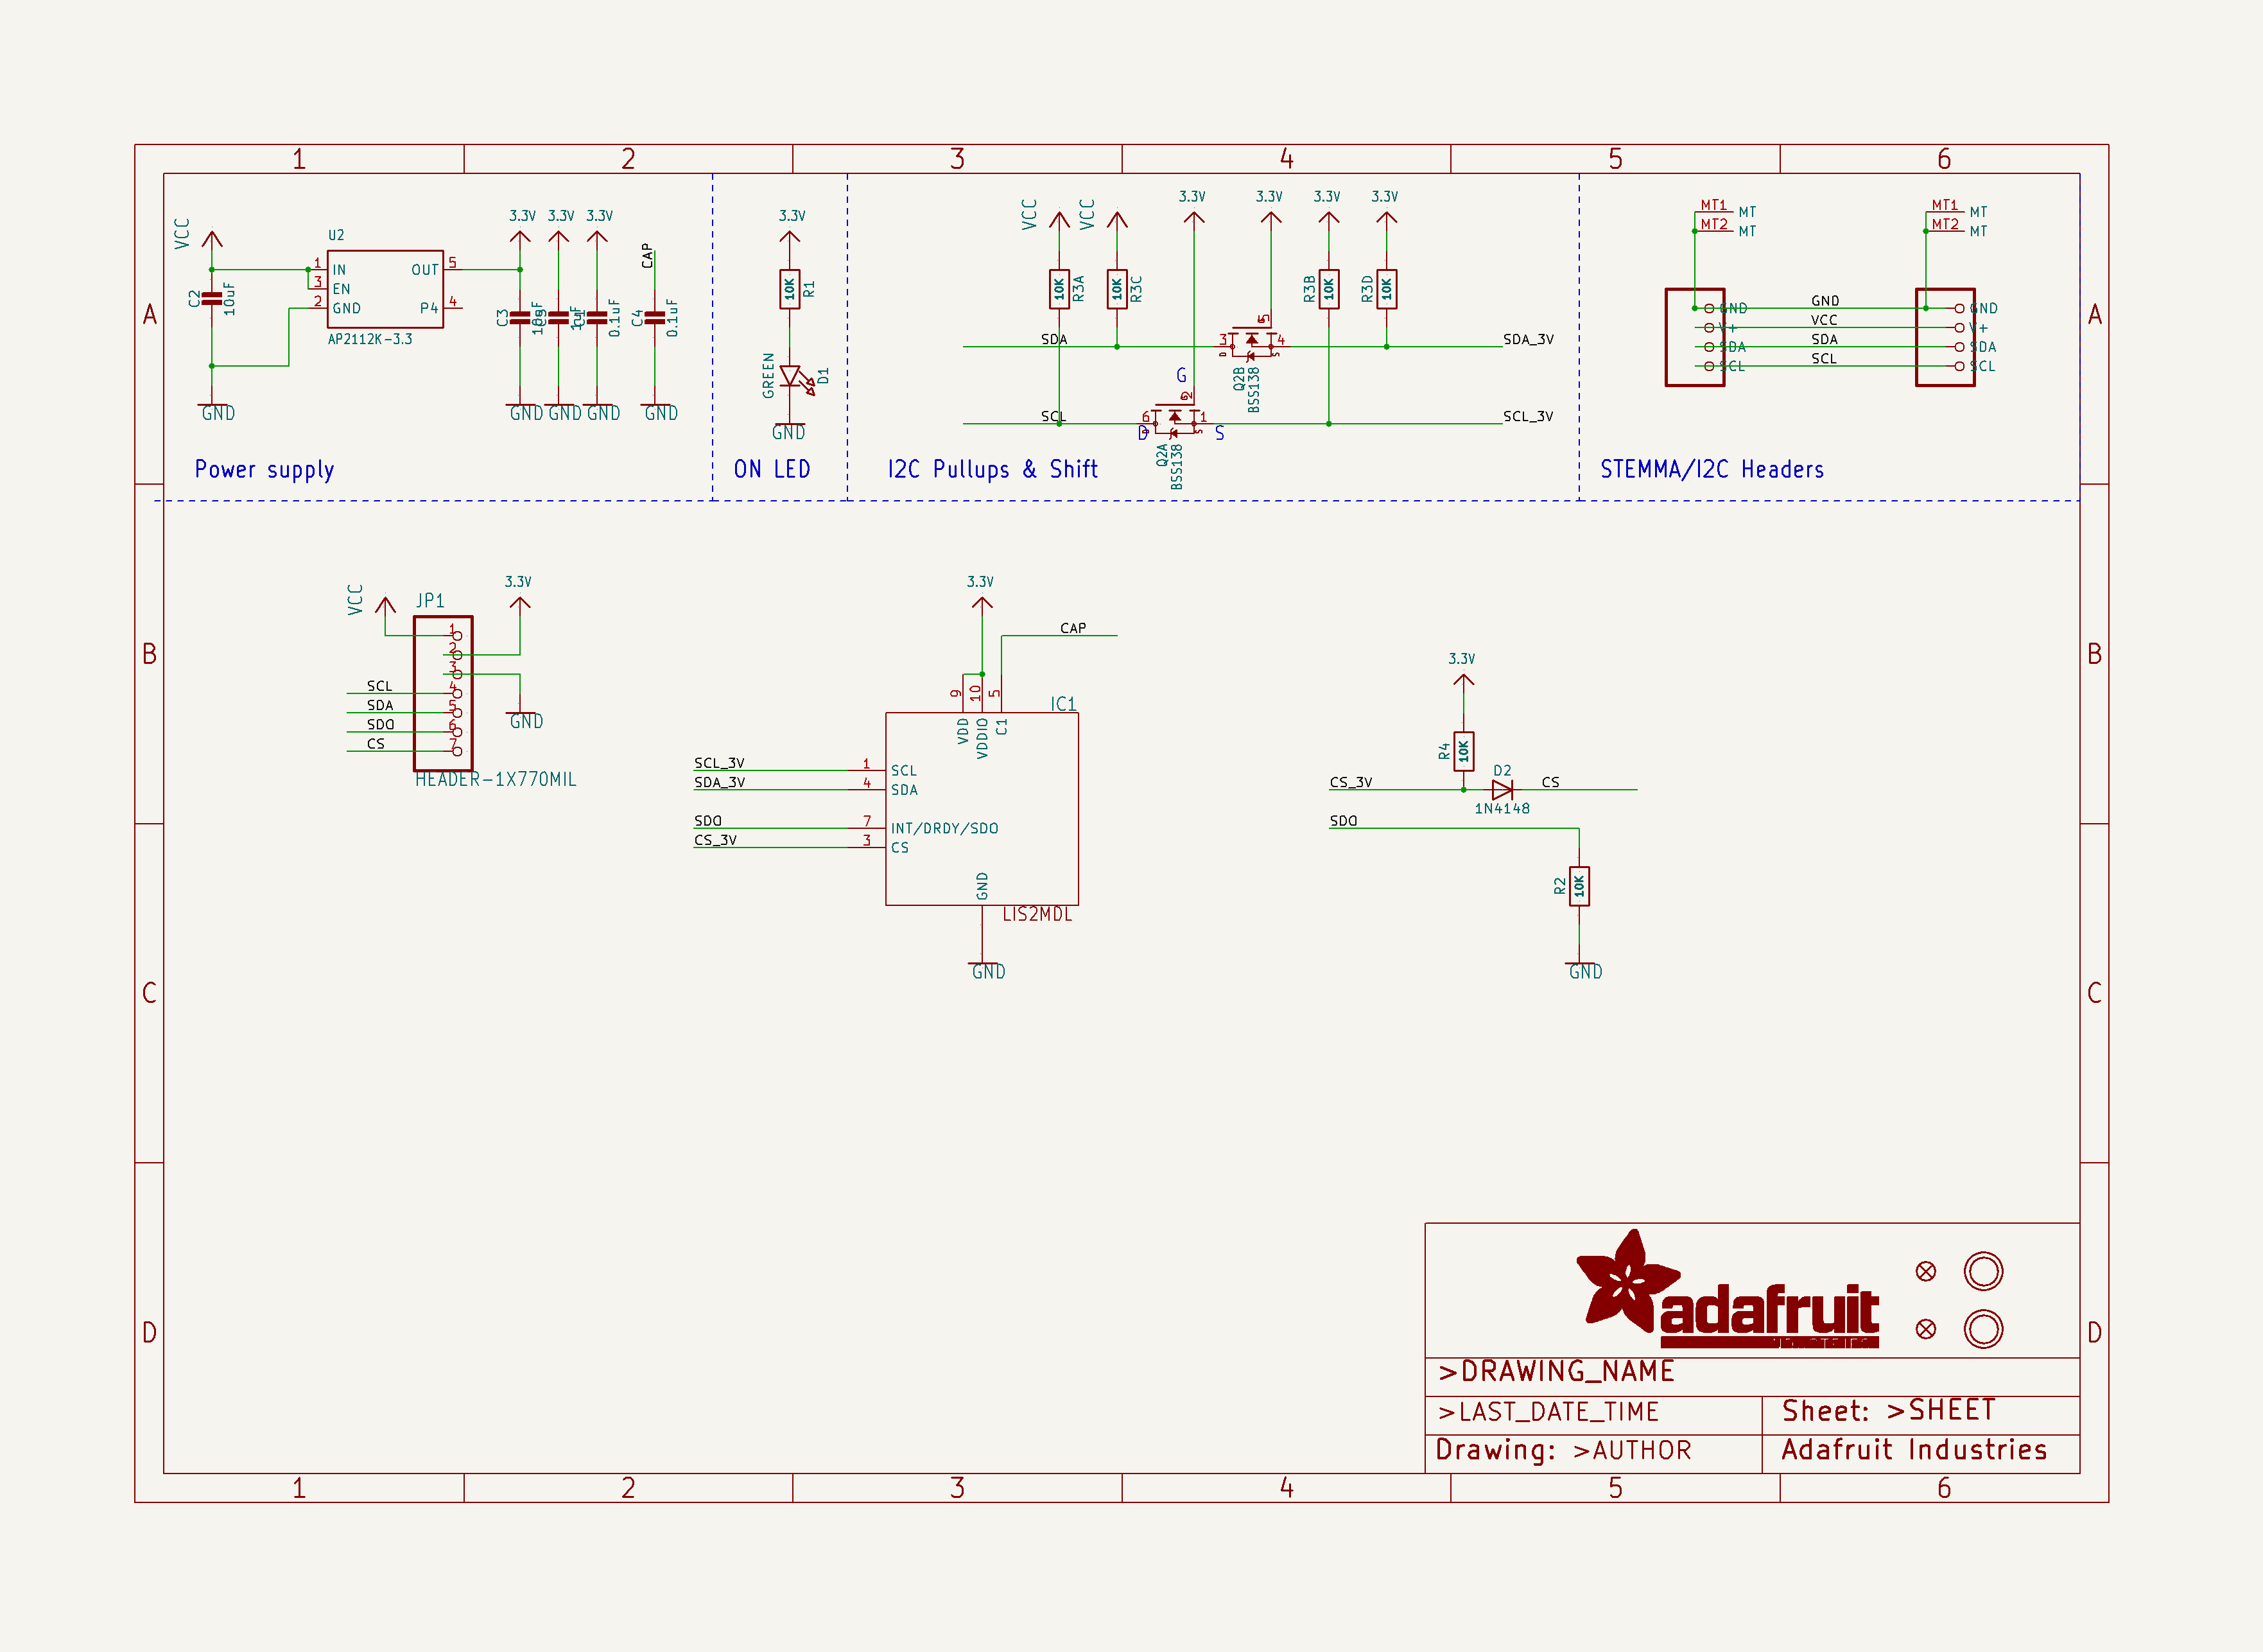 1 2 3 4 5 6
A
VCC
C2
10uF
GND
U2
1 IN
3 EN
2 GND
OUT 5
P4 4
AP2112K-3.3
3.3V 3.3V 3.3V
C3
0.1uF
CAP
C4
0.1uF
GND GND GND GND
Power supply
3.3V
10K R1
GREEN D1
GND
ON LED
VCC VCC 3.3V 3.3V 3.3V 3.3V
10K R3A
10K R3C
R3B 10K
R3D 10K
SDA
3 D
5
4 S
SDA_3V
Q2B
BSS138
G
2
SCL
6
D
1
S
SCL_3V
Q2A
BSS138
I2C Pullups & Shift
MT1 MT
MT2 MT
GND
V+
SDA
SCL
GND
VCC
SDA
SCL
MT1 MT
MT2 MT
GND
V+
SDA
SCL
STEMMA/I2C Headers
A
B
VCC
JP1
3.3V
1
2
3
SCL 4
SDA 5
SDO 6
CS 7
GND
HEADER-1X770MIL
3.3V
CAP
9 10 5
VDD VDDIO C1
IC1
SCL_3V 1 SCL
SDA_3V 4 SDA
SDO 7 INT/DRDY/SDO
CS_3V 3 CS
GND
LIS2MDL
GND
3.3V
R4 10K
CS_3V
D2
1N4148
CS
SDO
R2 10K
GND
B
C
C
D
adafruit
>DRAWING_NAME
>LAST_DATE_TIME
Sheet: >SHEET
Drawing: >AUTHOR
Adafruit Industries
D
1 2 3 4 5 6